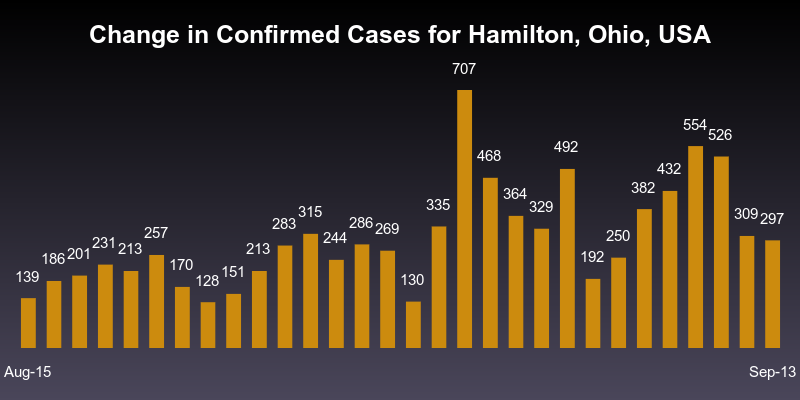 Change in Confirmed Cases for Hamilton, Ohio, USA
139 186 201 231 213 257 170 128 151 213 283 315 244 286 269 130 335 707 468 364 329 492 192 250 382 432 554 526 309 297
Aug-15 Sep-13